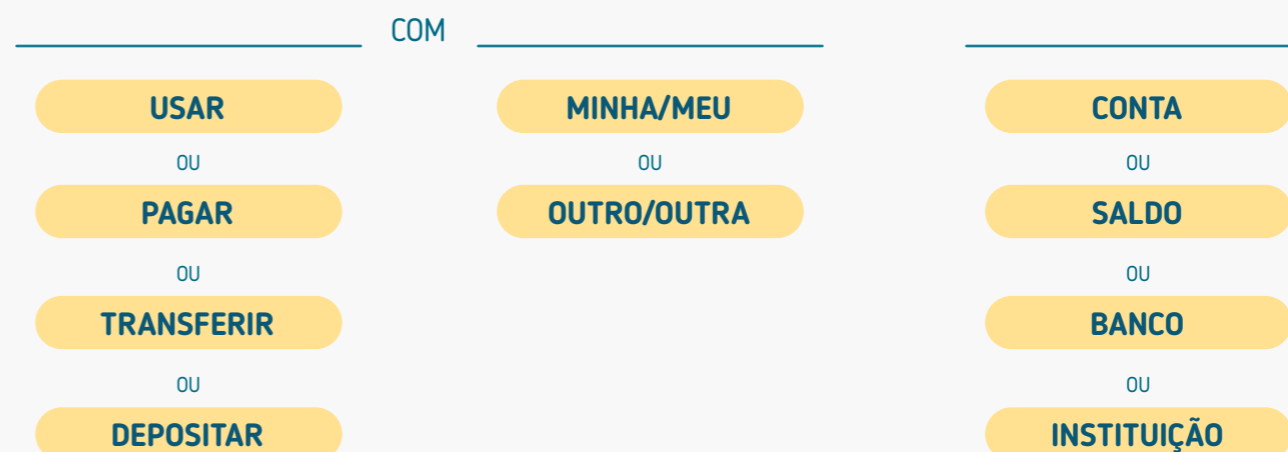 COM
USAR MINHA/MEU CONTA
OU OU OU
PAGAR OUTRO/OUTRA SALDO
OU OU
TRANSFERIR BANCO
OU OU
DEPOSITAR INSTITUIÇÃO